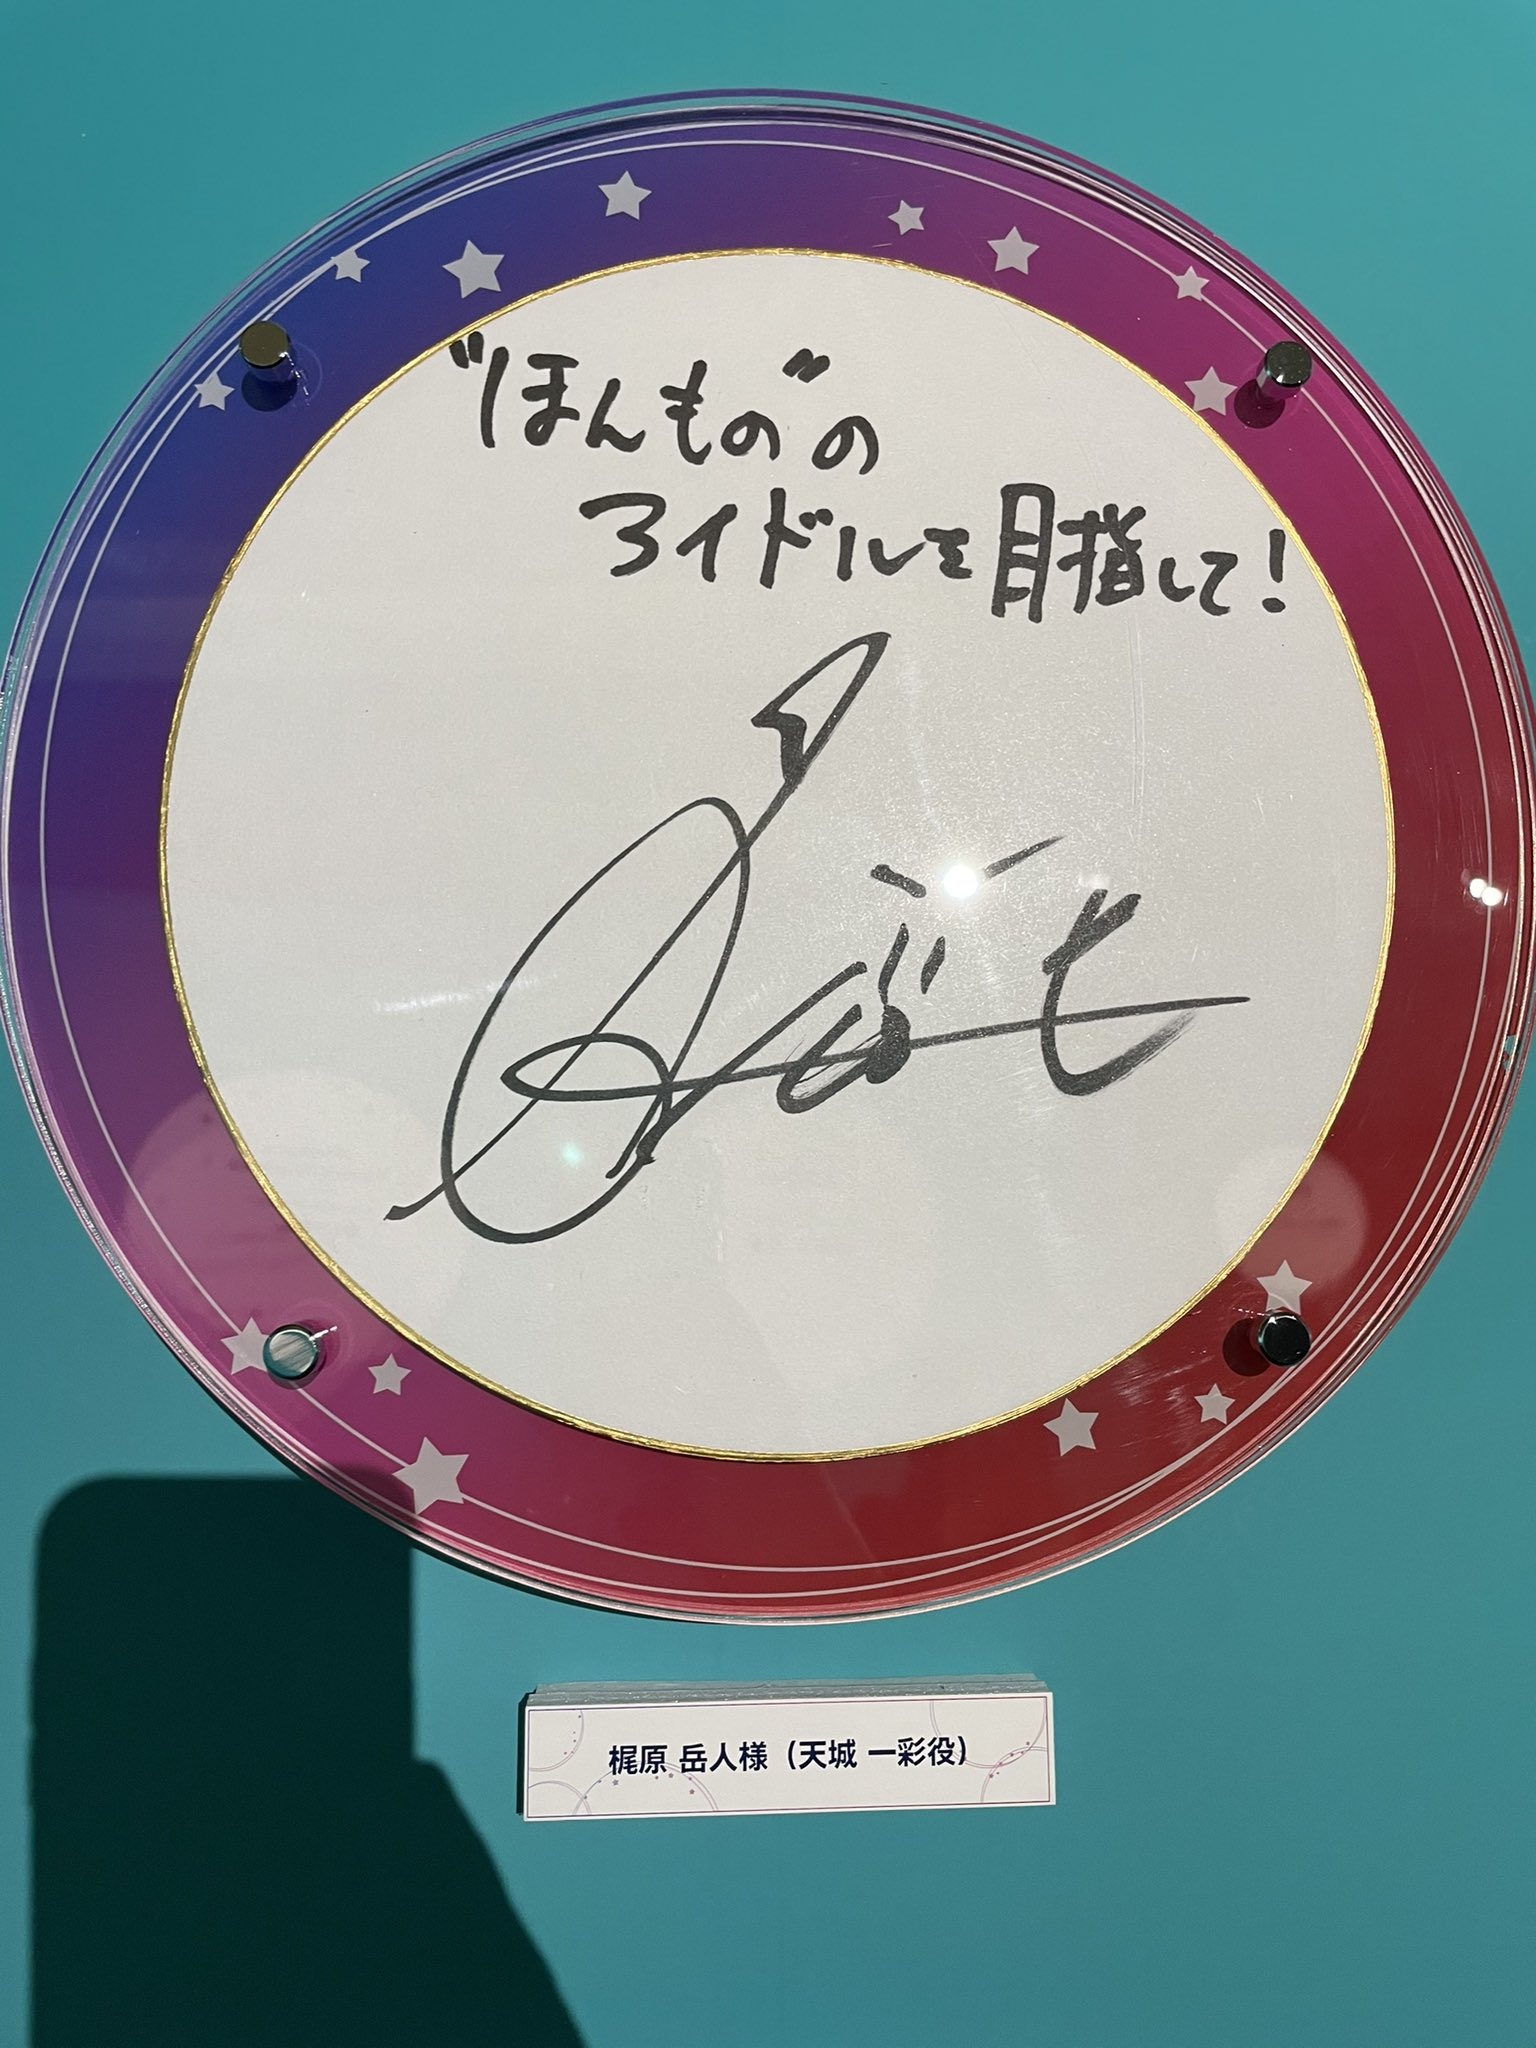 "ほんもの"の
アイドルを目指して!
梶原 岳人様（天城 一彩役）